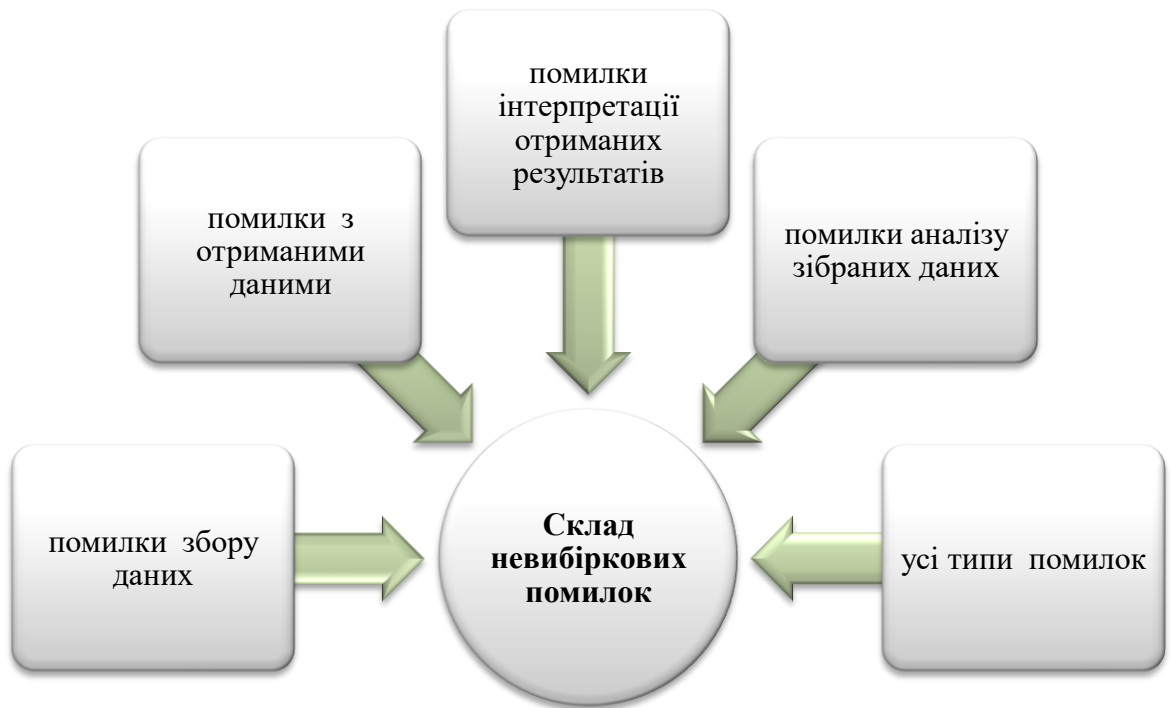 помилки
інтерпретації
отриманих
результатів
помилки з
отриманими
даними
помилки аналізу
зібраних даних
помилки збору
даних
Склад
невибіркових
помилок
усі типи помилок